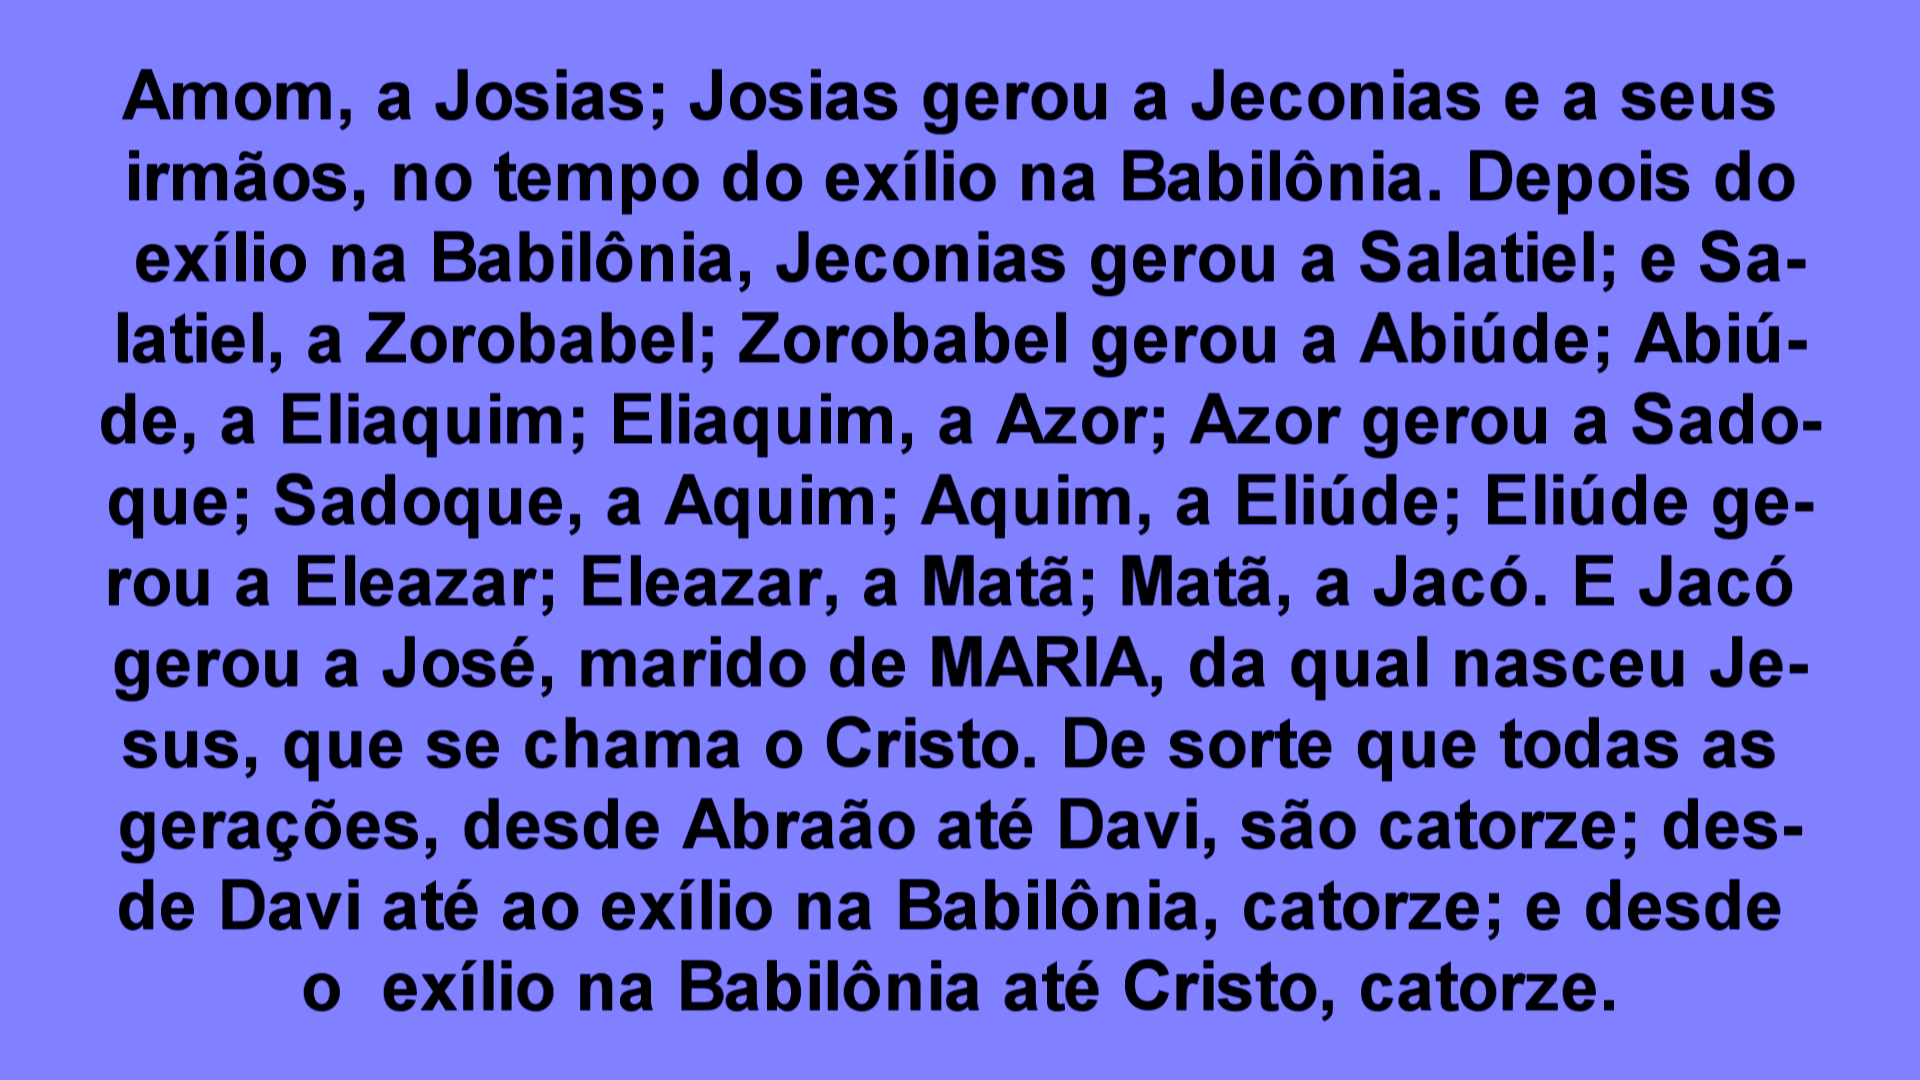 Amom, a Josias; Josias gerou a Jeconias e a seus
irmãos, no tempo do exílio na Babilônia. Depois do
exílio na Babilônia, Jeconias gerou a Salatiel; e Sa-
latiel, a Zorobabel; Zorobabel gerou a Abiúde; Abiú-
de, a Eliaquim; Eliaquim, a Azor; Azor gerou a Sado-
que; Sadoque, a Aquim; Aquim, a Eliúde; Eliúde ge-
rou a Eleazar; Eleazar, a Matã; Matã, a Jacó. E Jacó
gerou a José, marido de MARIA, da qual nasceu Je-
sus, que se chama o Cristo. De sorte que todas as
gerações, desde Abraão até Davi, são catorze; des-
de Davi até ao exílio na Babilônia, catorze; e desde
o  exílio na Babilônia até Cristo, catorze.